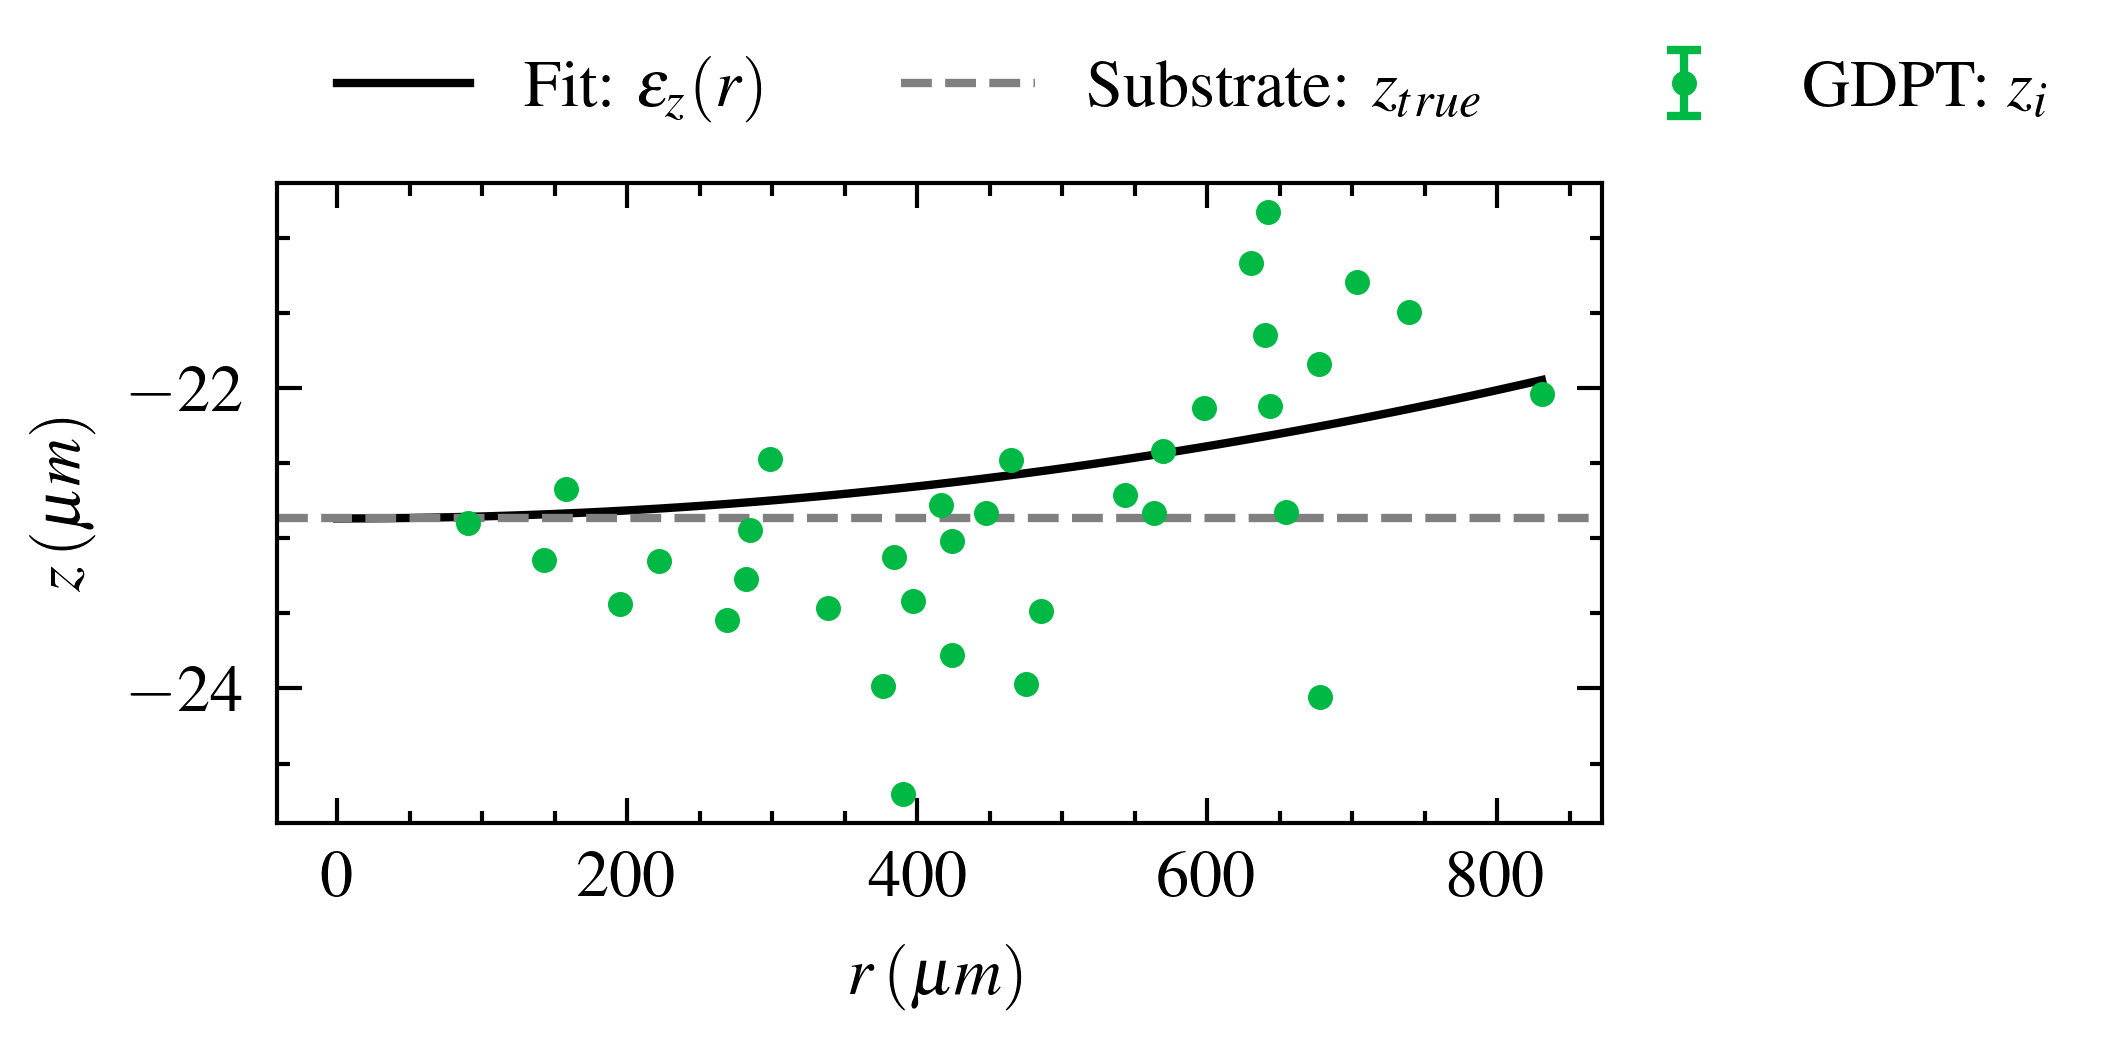 Fit: εz(r) Substrate: ztrue GDPT: zi
−22
−24
z (μm)
0 200 400 600 800
r (μm)